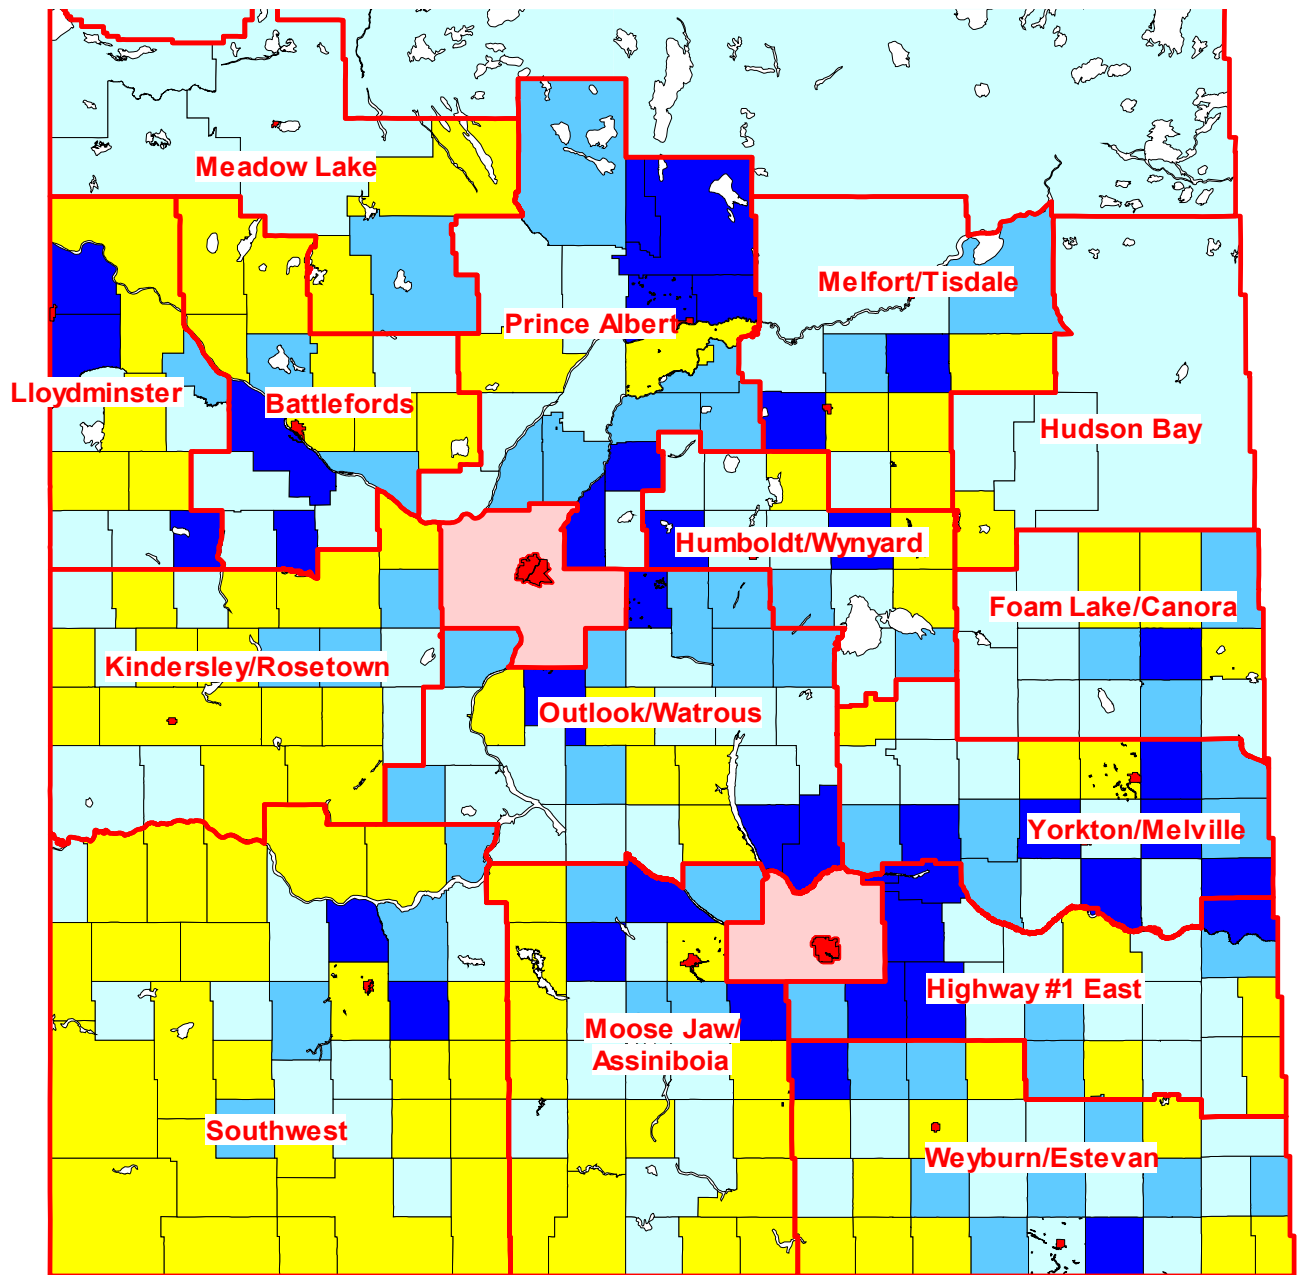 Meadow Lake
Melfort/Tisdale
Prince Albert
Lloydminster
Battlefords
Hudson Bay
Humboldt/Wynyard
Foam Lake/Canora
Kindersley/Rosetown
Outlook/Watrous
Yorkton/Melville
Highway #1 East
Moose Jaw/
Assiniboia
Southwest
Weyburn/Estevan